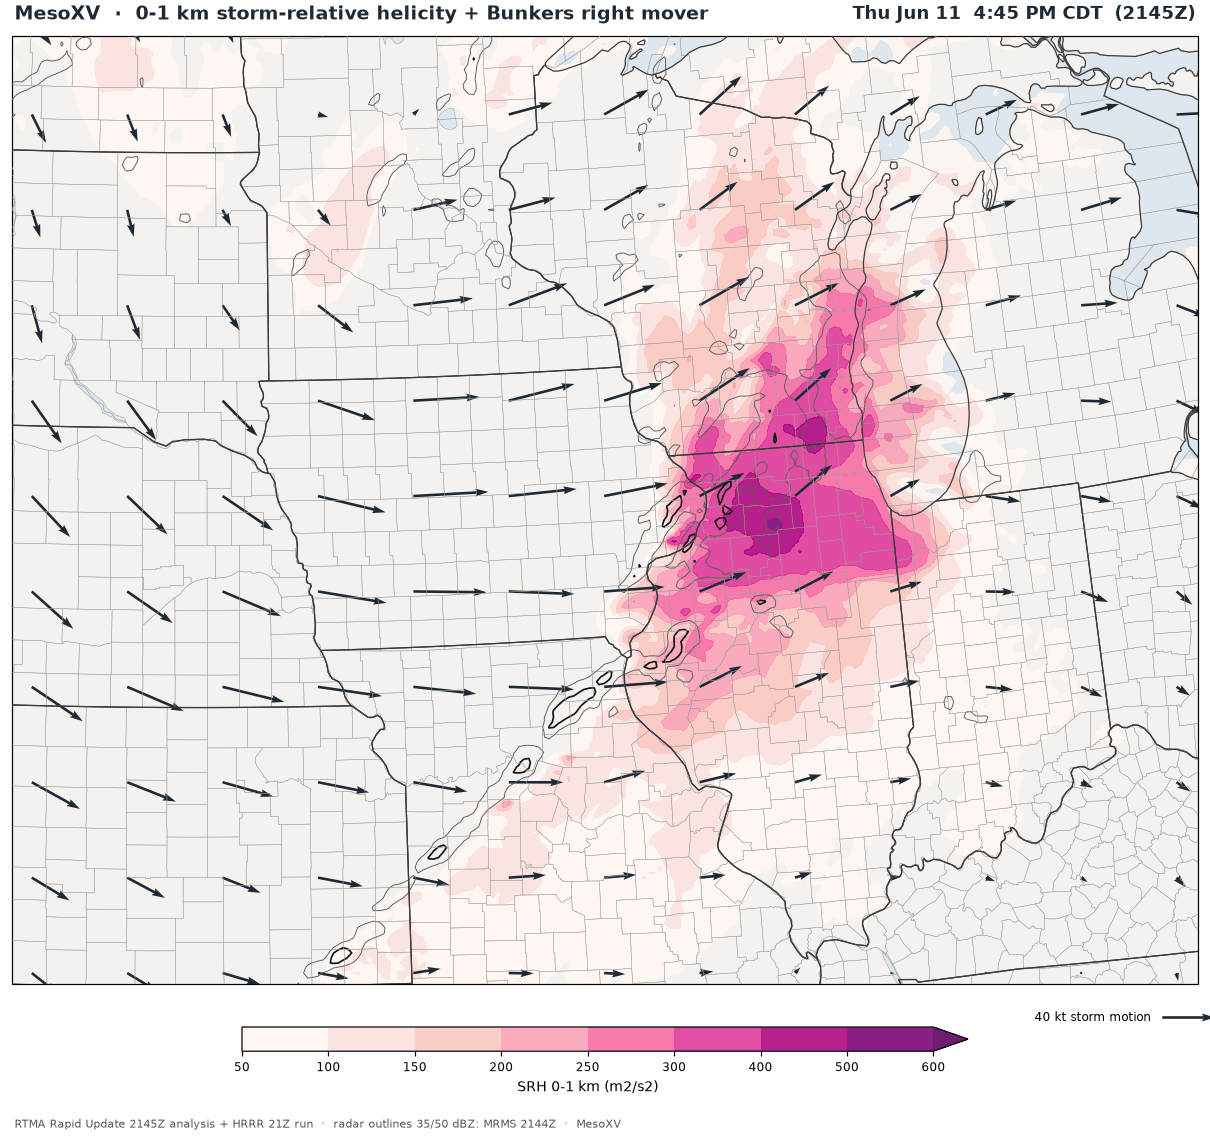 MesoXV · 0-1 km storm-relative helicity + Bunkers right mover
Thu Jun 11 4:45 PM CDT (2145Z)
40 kt storm motion
50 100 150 200 250 300 400 500 600
SRH 0-1 km (m2/s2)
RTMA Rapid Update 2145Z analysis + HRRR 21Z run · radar outlines 35/50 dBZ: MRMS 2144Z · MesoXV